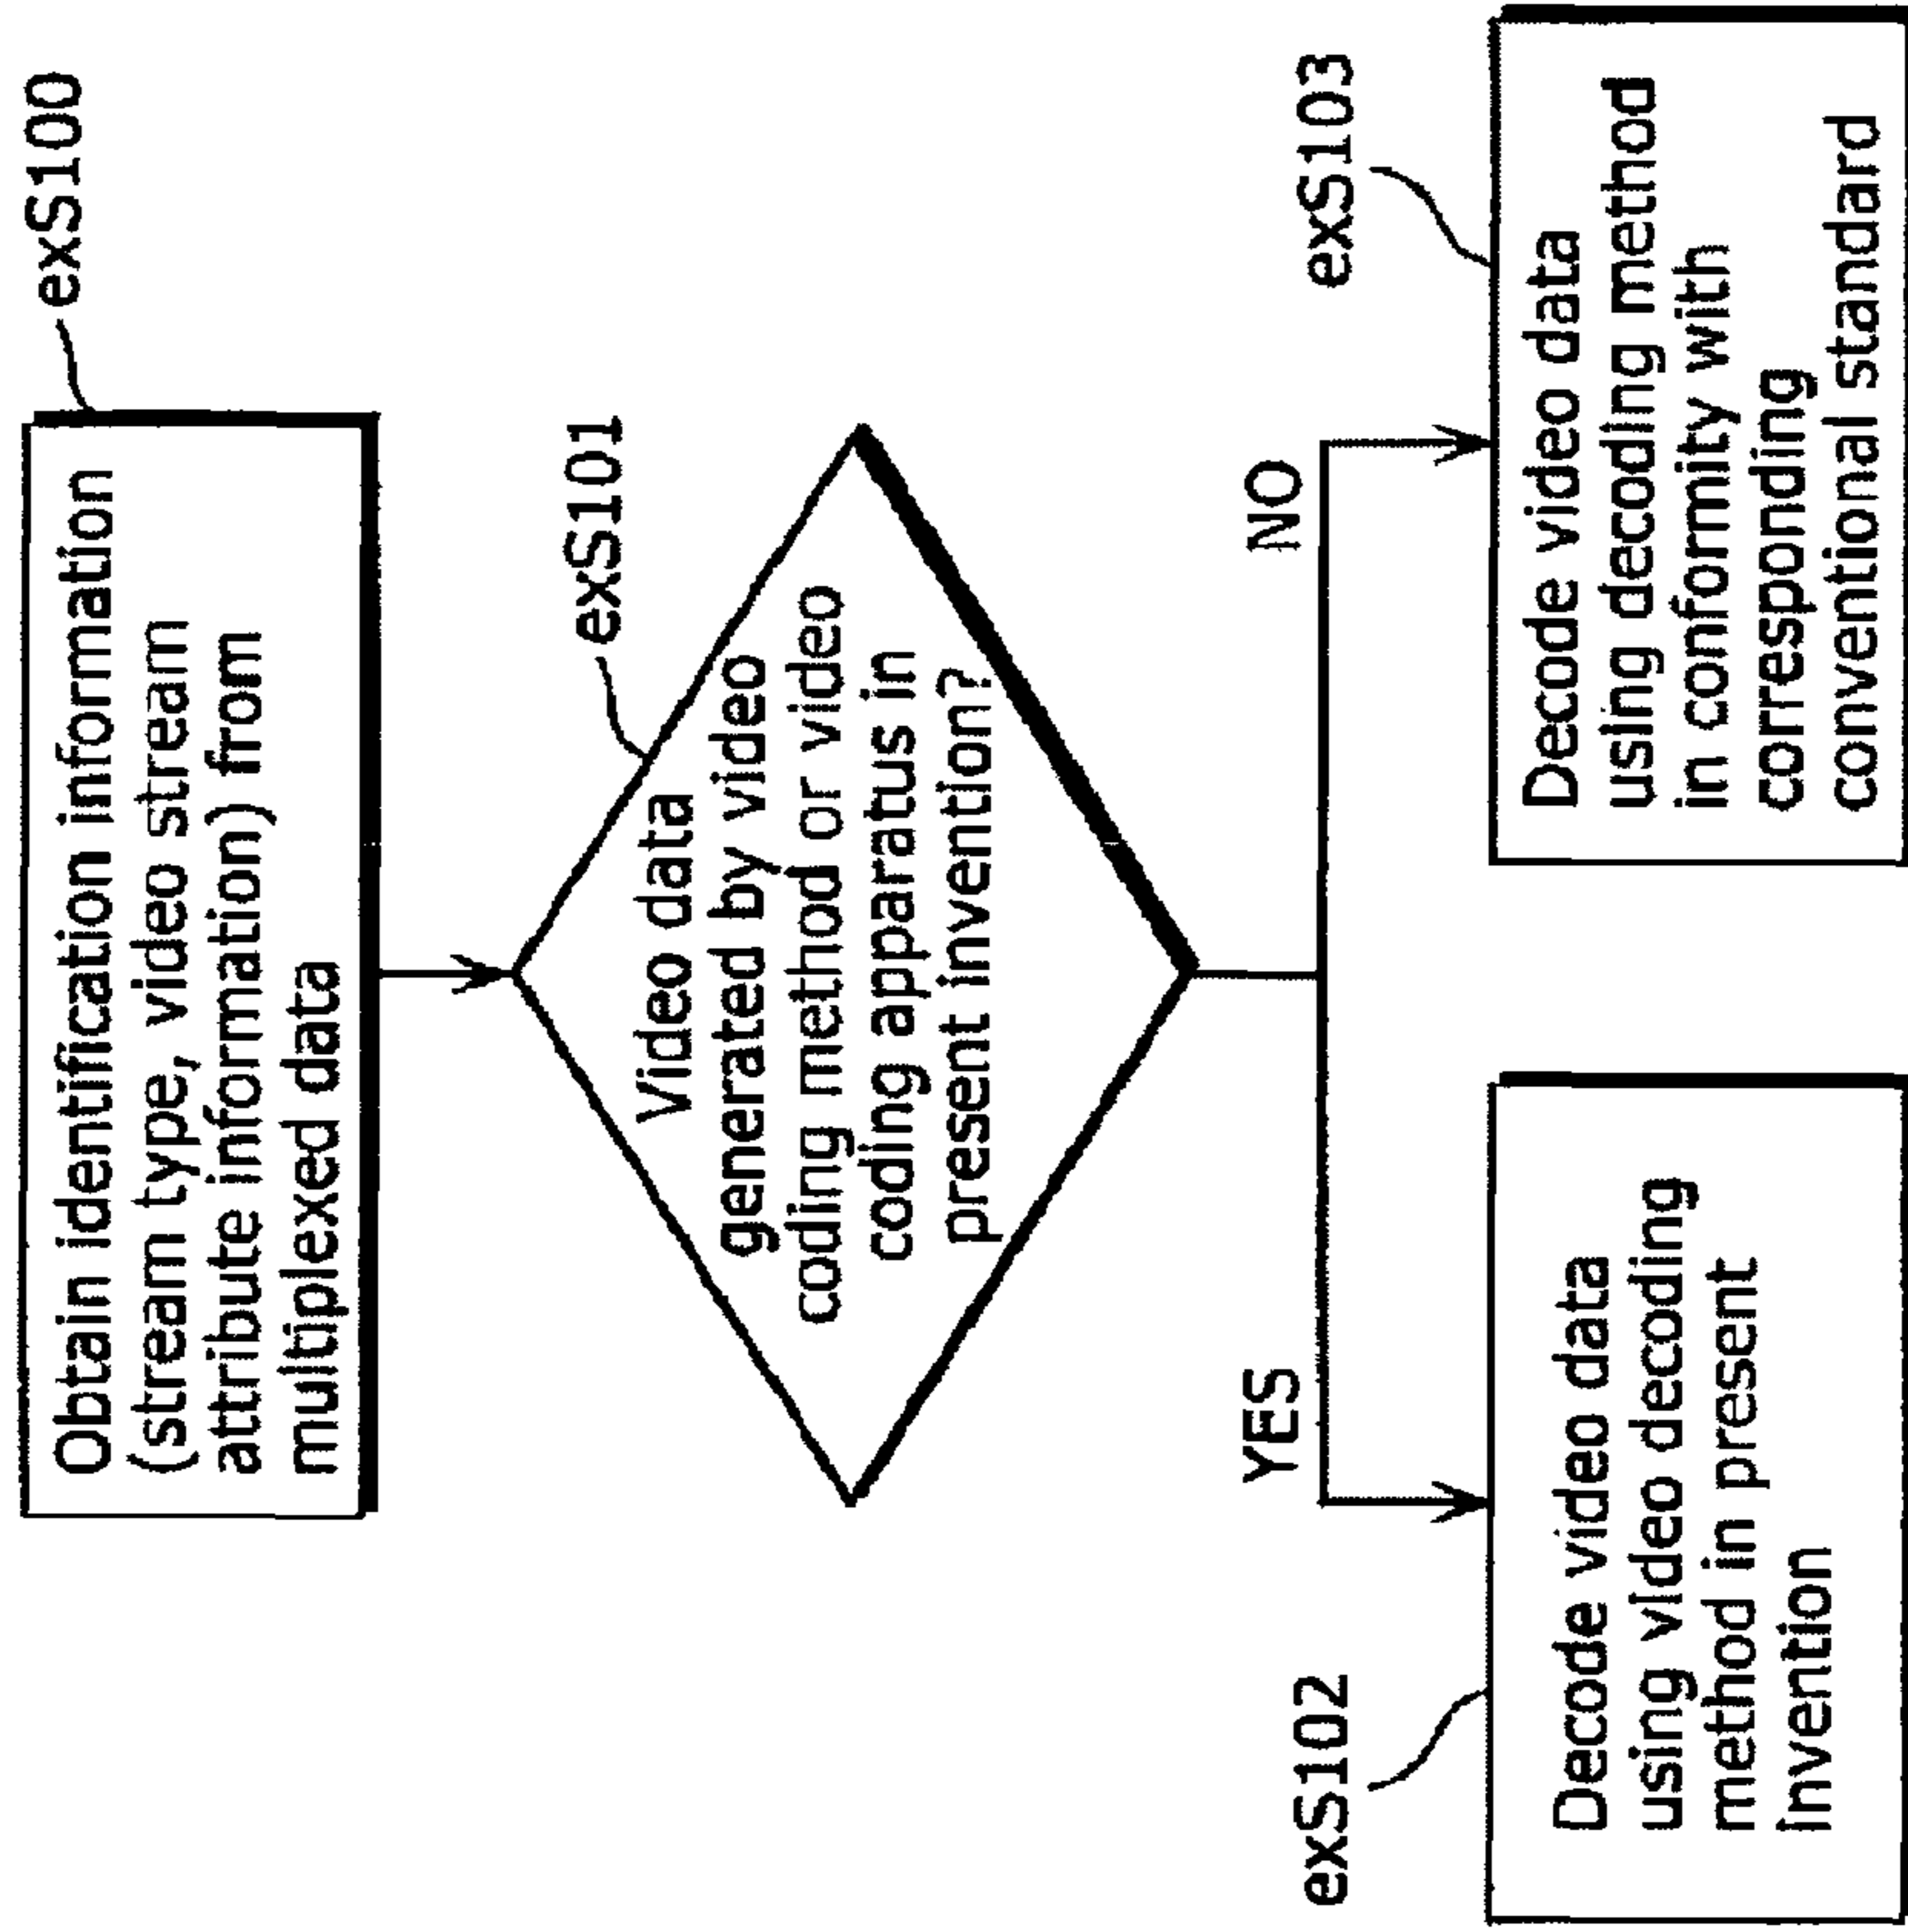 exS100
Obtain identification information
(stream type, video stream
attribute information) from
multiplexed data
exS101
Video data
generated by video
coding method or video
coding apparatus in
present invention?
YES
NO
exS102
Decode video data
using video decoding
method in present
invention
exS103
Decode video data
using decoding method
in conformity with
corresponding
conventional standard